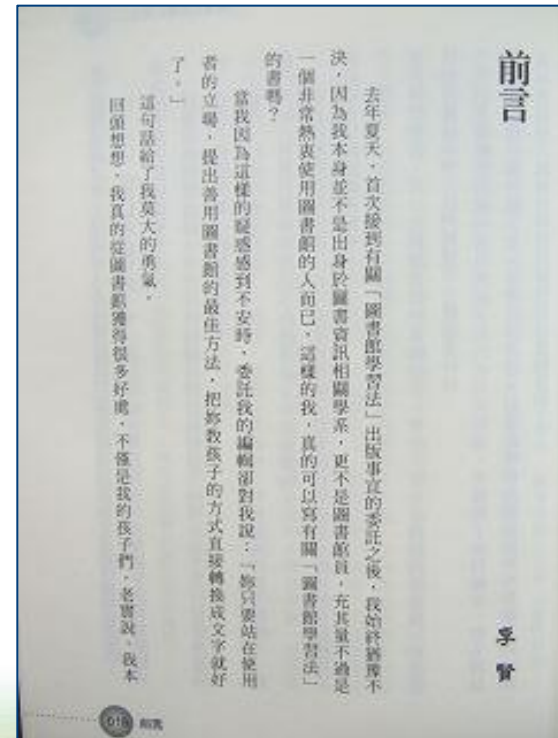 前言
李賢
去年夏天，首次接到有關「圖書館學習法」出版事宜的委託之後，我始終猶豫不
決，因為我本身並不是出身於圖書資訊相關學系，更不是圖書館員，充其量不過是
一個非常熱衷使用圖書館的人而已，這樣的我，真的可以寫有關「圖書館學習法」
的書嗎？
當我因為這樣的疑惑感到不安時，委託我的編輯卻對我說：「妳只要站在使用
者的立場，提出善用圖書館的最佳方法，把妳教孩子的方式直接轉換成文字就好
了。」
這句話給了我莫大的勇氣。
回頭想想，我真的從圖書館獲得很多好處，不僅是我的孩子們，老實說，我本
前言